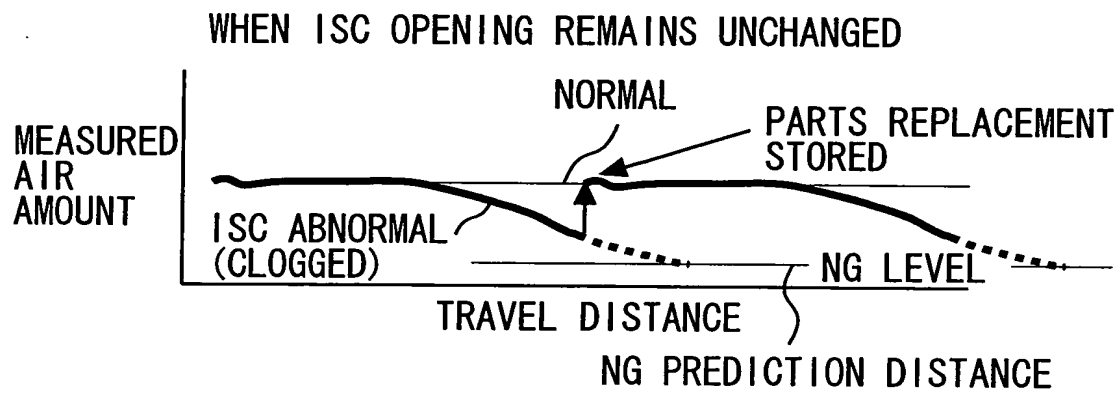 WHEN ISC OPENING REMAINS UNCHANGED
NORMAL
PARTS REPLACEMENT
STORED
MEASURED
AIR
AMOUNT
ISC ABNORMAL
(CLOGGED)
NG LEVEL
TRAVEL DISTANCE
NG PREDICTION DISTANCE